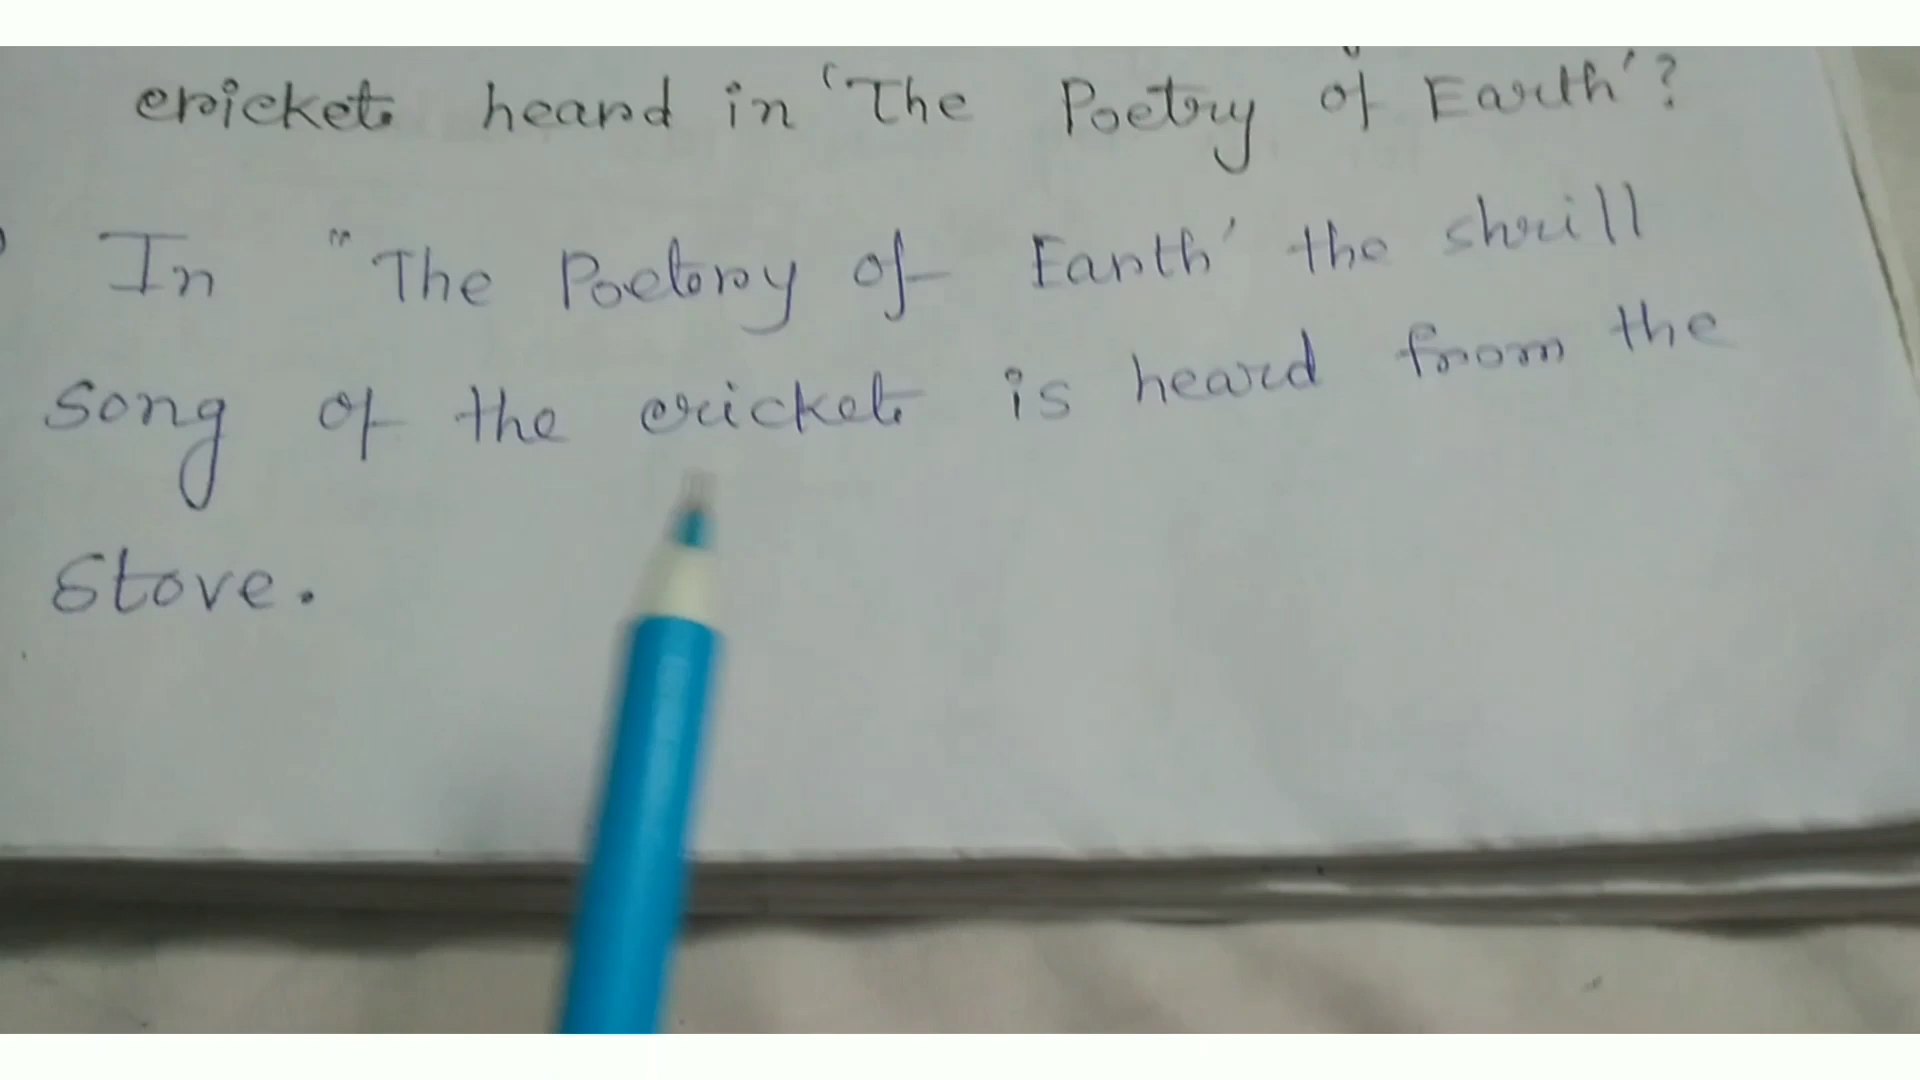 cricket heard in 'The Poetry of Earth'?
In "The Poetry of Earth' the shrill
song of the cricket is heard from the
Stove.